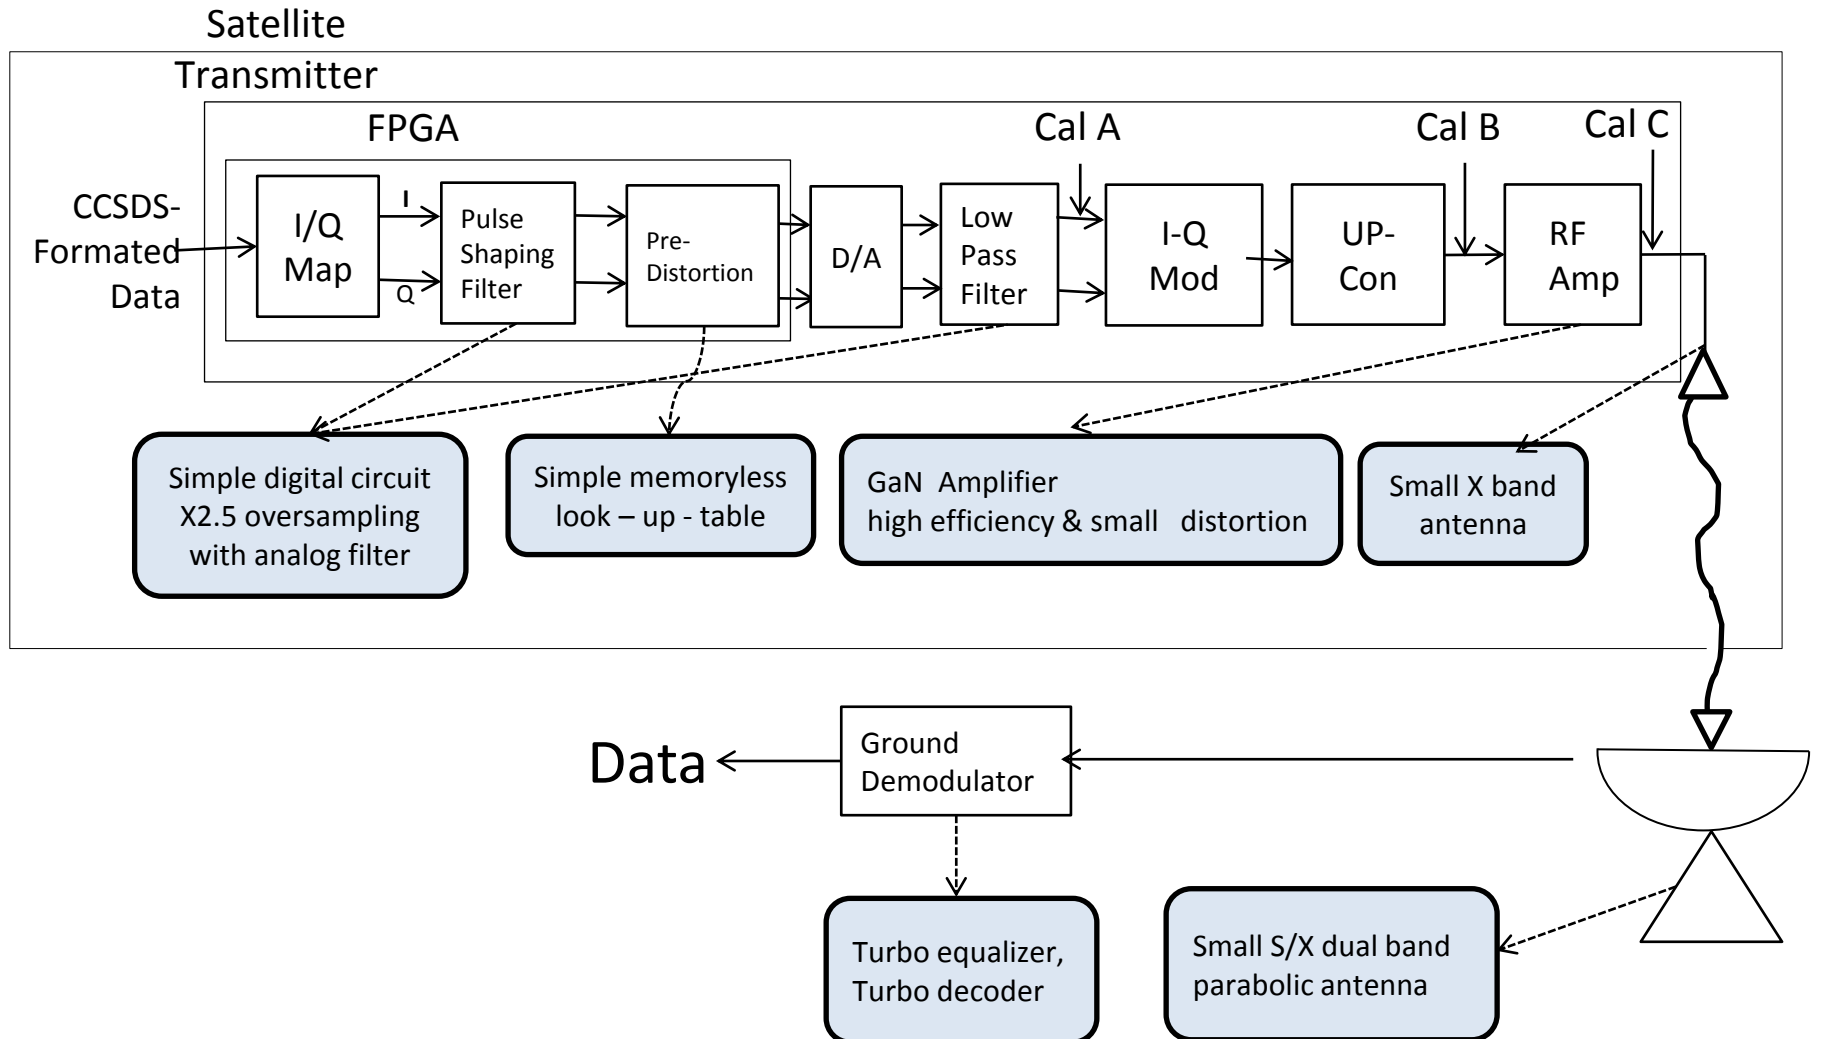 Satellite
Transmitter
FPGA
Cal A
Cal B
Cal C
CCSDS-
Formated
Data
I/Q
Map
I
Q
Pulse
Shaping
Filter
Pre-
Distortion
D/A
Low
Pass
Filter
I-Q
Mod
UP-
Con
RF
Amp
Simple digital circuit
X2.5 oversampling
with analog filter
Simple memoryless
look – up - table
GaN Amplifier
high efficiency & small distortion
Small X band
antenna
Data
Ground
Demodulator
Turbo equalizer,
Turbo decoder
Small S/X dual band
parabolic antenna